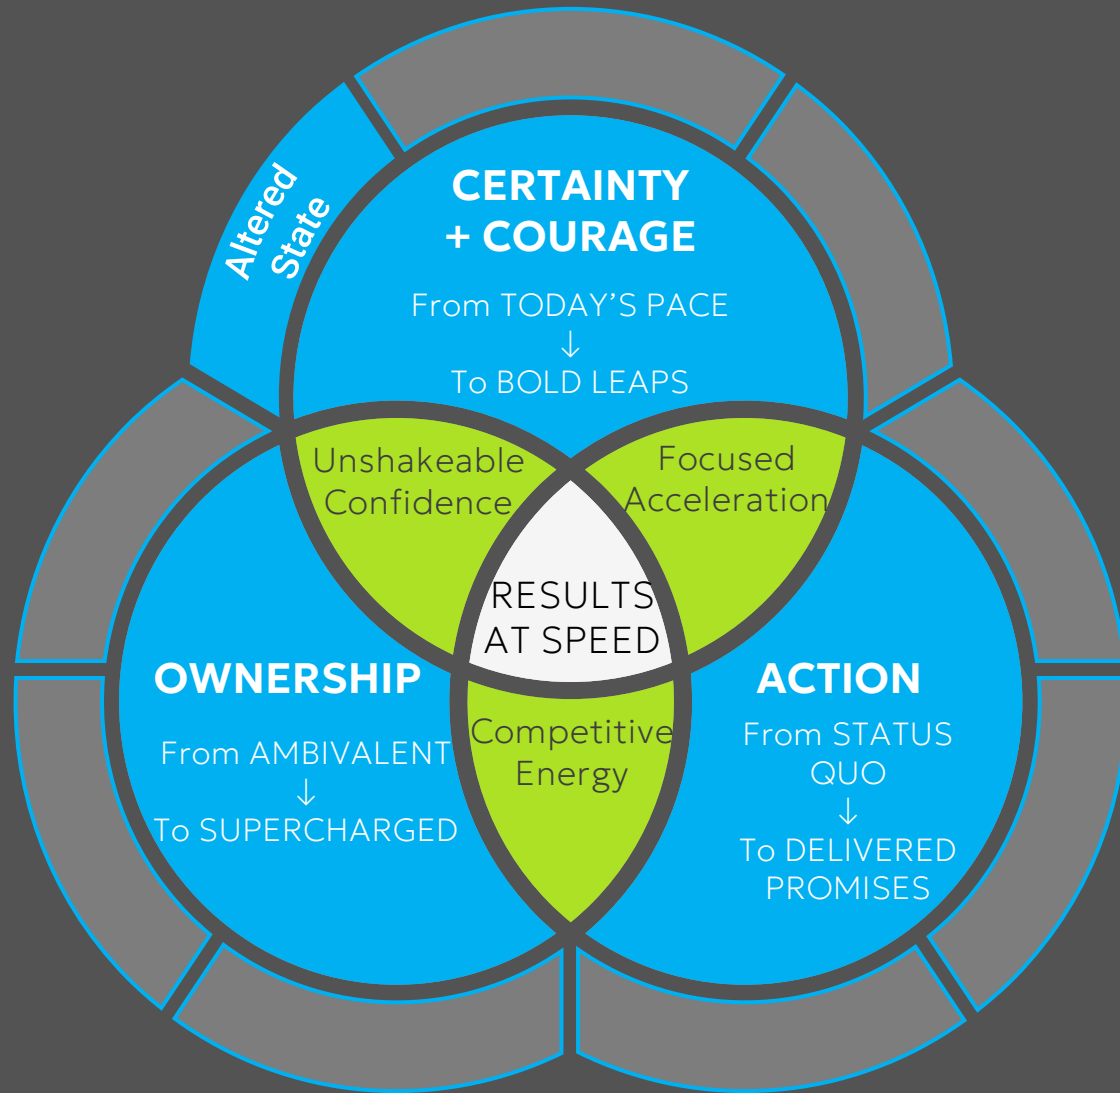 Altered
State
CERTAINTY
+ COURAGE
From TODAY’S PACE
↓
To BOLD LEAPS
Unshakeable
Confidence
Focused
Acceleration
RESULTS
AT SPEED
OWNERSHIP
From AMBIVALENT
↓
To SUPERCHARGED
Competitive
Energy
ACTION
From STATUS
QUO
↓
To DELIVERED
PROMISES